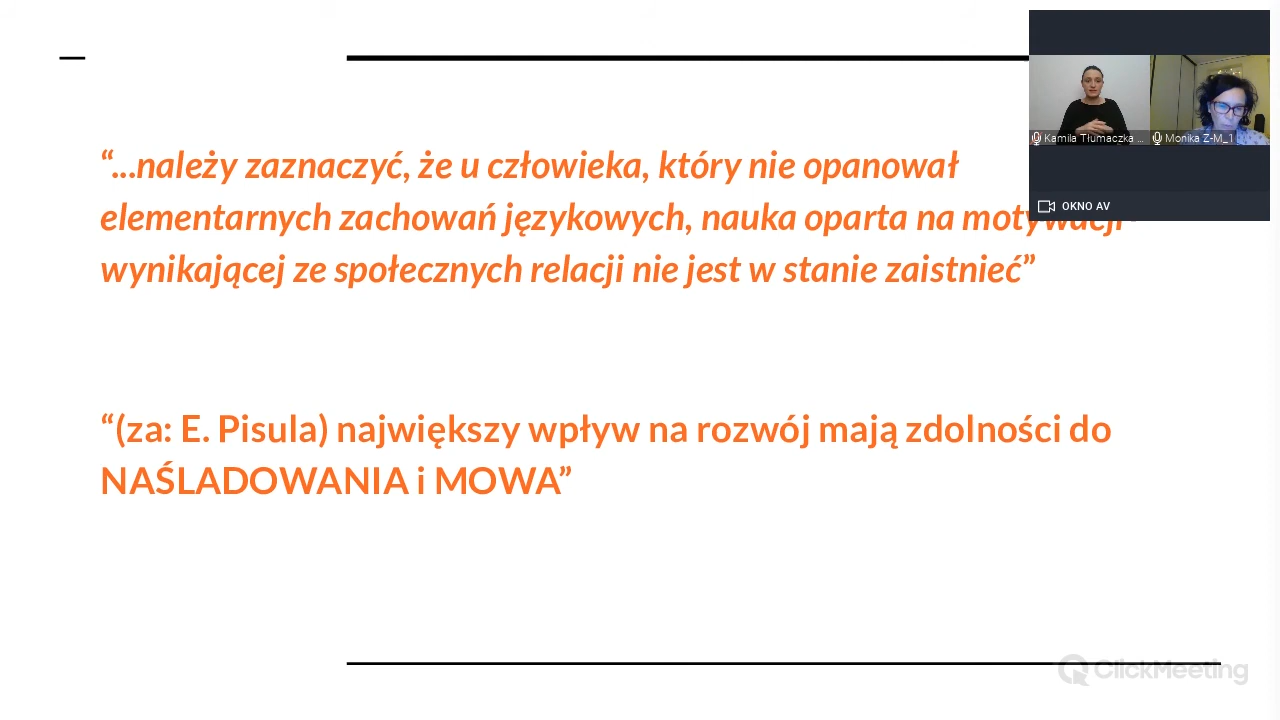 “...należy zaznaczyć, że u człowieka, który nie opanował
elementarnych zachowań językowych, nauka oparta na motywacji
wynikającej ze społecznych relacji nie jest w stanie zaistnieć”
“(za: E. Pisula) największy wpływ na rozwój mają zdolności do
NAŚLADOWANIA i MOWA”
Kamila Tłumaczka ...
Monika Z-M_1
OKNO AV
ClickMeeting